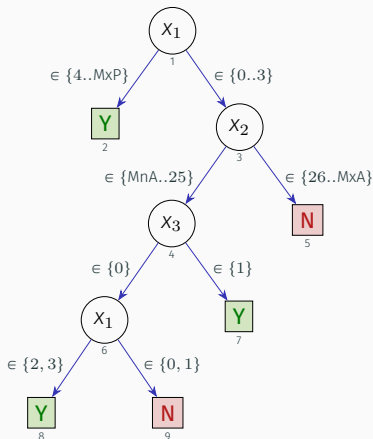 X₁
1
∈ {4..MxP} ∈ {0..3}
Y
2
X₂
3
∈ {MnA..25} ∈ {26..MxA}
X₃
4
N
5
∈ {0} ∈ {1}
X₁
6
Y
7
∈ {2, 3} ∈ {0, 1}
Y
8
N
9